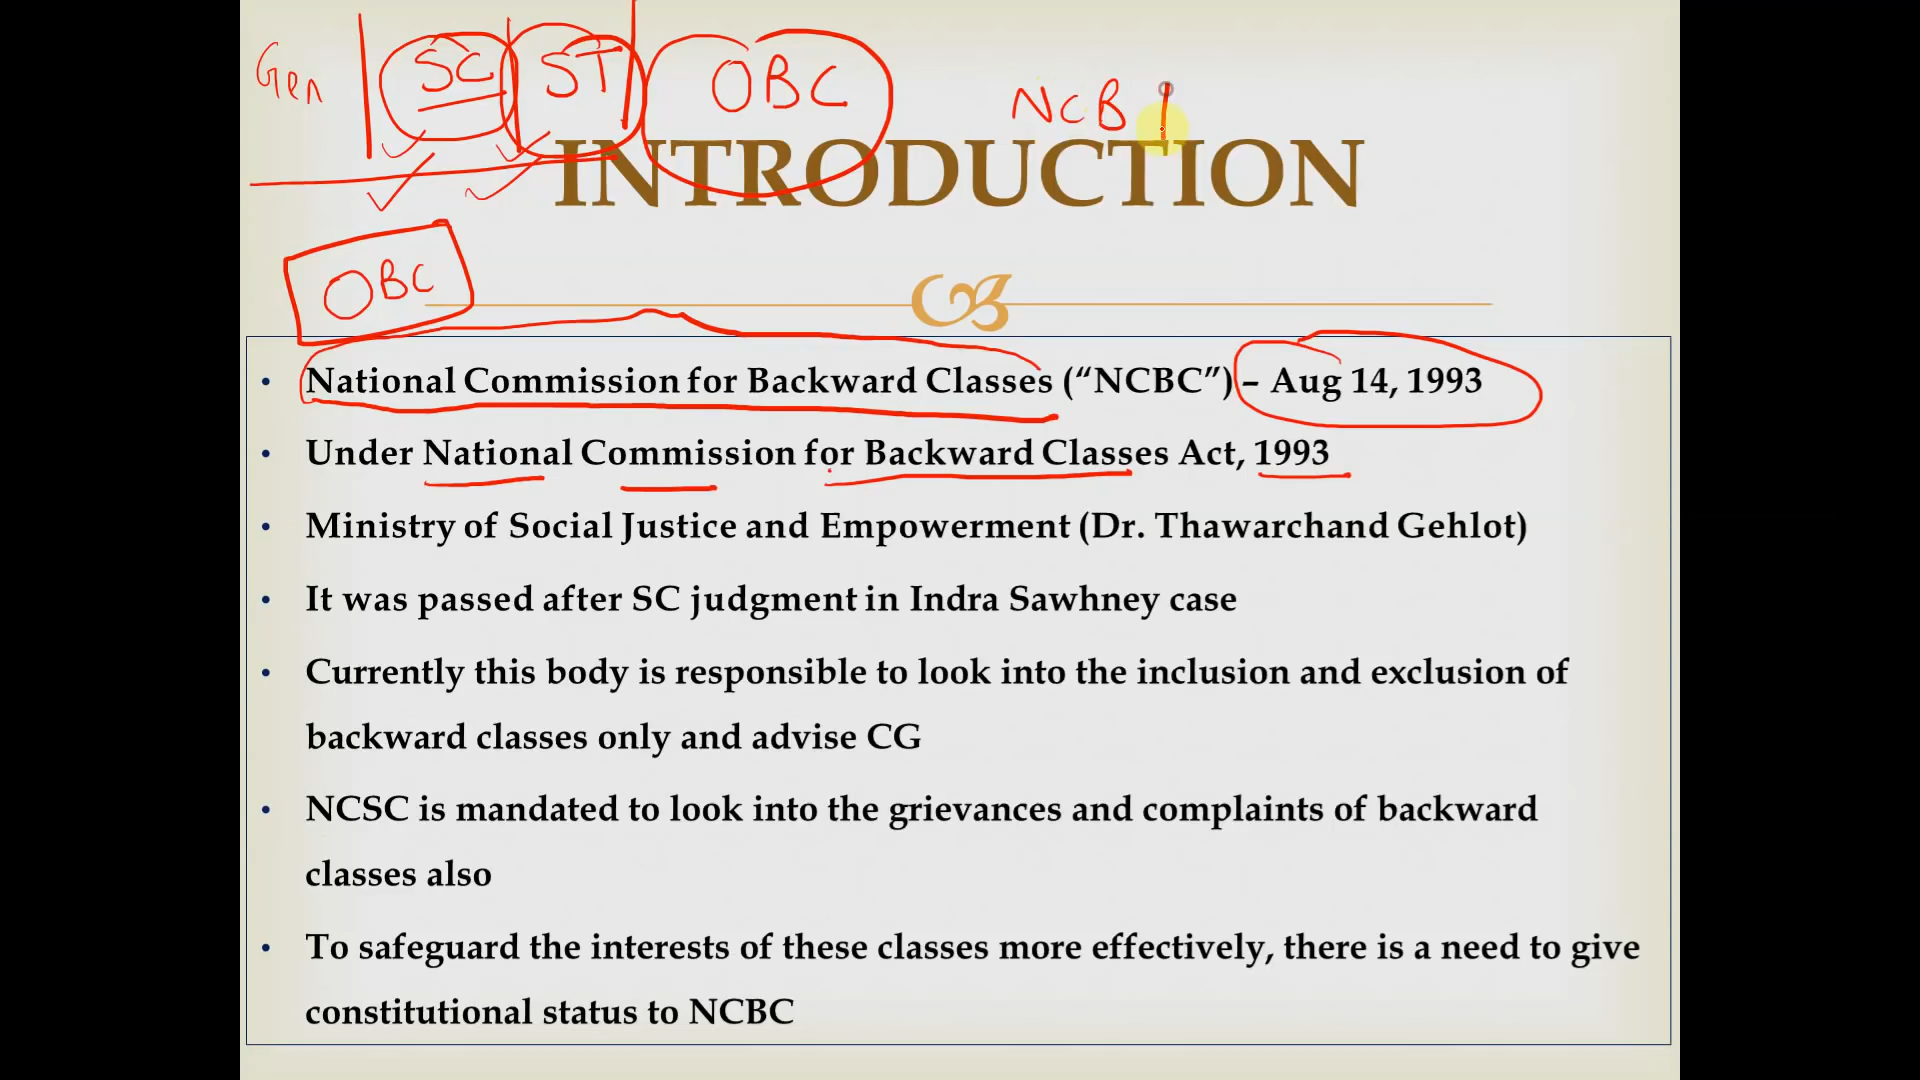 Gen SC ST OBC NCB
INTRODUCTION
OBC
• National Commission for Backward Classes (“NCBC”) – Aug 14, 1993
• Under National Commission for Backward Classes Act, 1993
• Ministry of Social Justice and Empowerment (Dr. Thawarchand Gehlot)
• It was passed after SC judgment in Indra Sawhney case
• Currently this body is responsible to look into the inclusion and exclusion of
backward classes only and advise CG
• NCSC is mandated to look into the grievances and complaints of backward
classes also
• To safeguard the interests of these classes more effectively, there is a need to give
constitutional status to NCBC